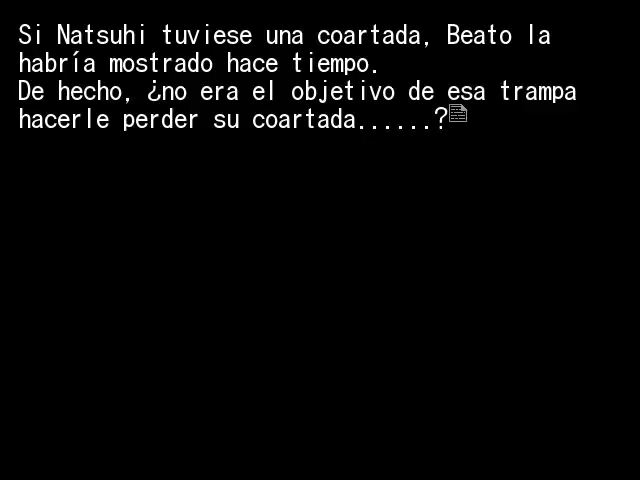 Si Natsuhi tuviese una coartada, Beato la
habría mostrado hace tiempo.
De hecho, ¿no era el objetivo de esa trampa
hacerle perder su coartada......?